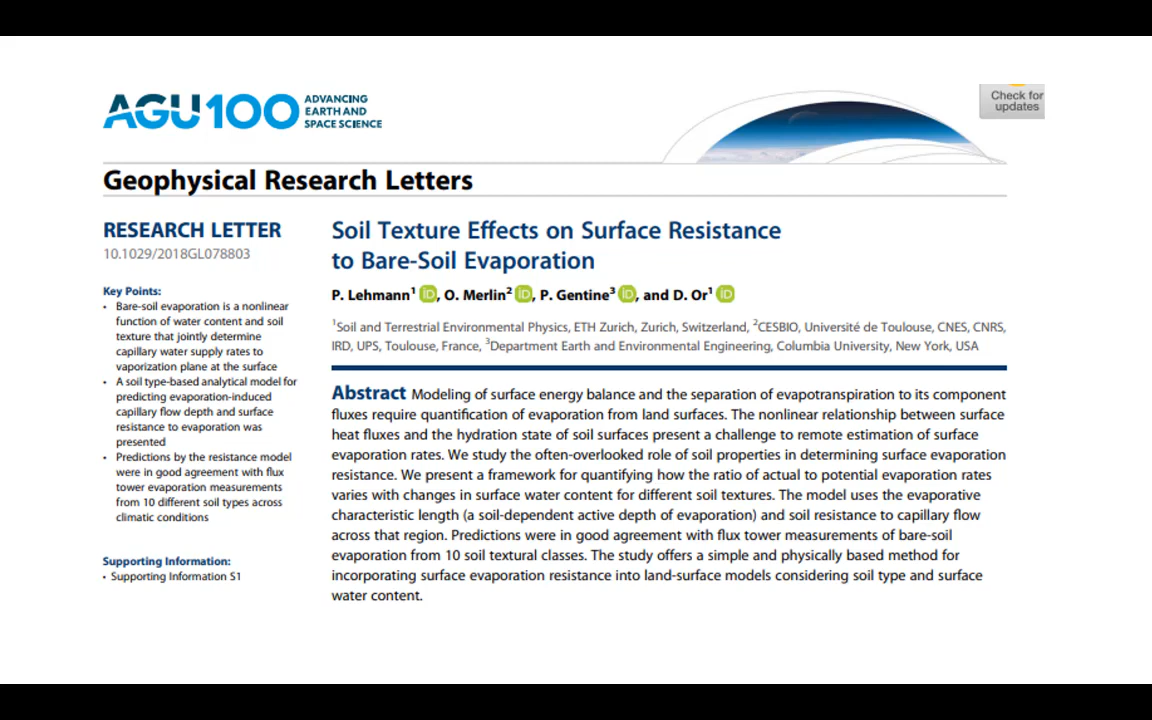 AGU100 ADVANCING
EARTH AND
SPACE SCIENCE
Check for
updates
Geophysical Research Letters
RESEARCH LETTER
10.1029/2018GL078803
Key Points:
• Bare-soil evaporation is a nonlinear
function of water content and soil
texture that jointly determine
capillary water supply rates to
vaporization plane at the surface
• A soil type-based analytical model for
predicting evaporation-induced
capillary flow depth and surface
resistance to evaporation was
presented
• Predictions by the resistance model
were in good agreement with flux
tower evaporation measurements
from 10 different soil types across
climatic conditions
Supporting Information:
• Supporting Information S1
Soil Texture Effects on Surface Resistance
to Bare-Soil Evaporation
P. Lehmann¹ iD, O. Merlin² iD, P. Gentine³ iD, and D. Or¹ iD
¹Soil and Terrestrial Environmental Physics, ETH Zurich, Zurich, Switzerland, ²CESBIO, Université de Toulouse, CNES, CNRS,
IRD, UPS, Toulouse, France, ³Department Earth and Environmental Engineering, Columbia University, New York, USA
Abstract Modeling of surface energy balance and the separation of evapotranspiration to its component
fluxes require quantification of evaporation from land surfaces. The nonlinear relationship between surface
heat fluxes and the hydration state of soil surfaces present a challenge to remote estimation of surface
evaporation rates. We study the often-overlooked role of soil properties in determining surface evaporation
resistance. We present a framework for quantifying how the ratio of actual to potential evaporation rates
varies with changes in surface water content for different soil textures. The model uses the evaporative
characteristic length (a soil-dependent active depth of evaporation) and soil resistance to capillary flow
across that region. Predictions were in good agreement with flux tower measurements of bare-soil
evaporation from 10 soil textural classes. The study offers a simple and physically based method for
incorporating surface evaporation resistance into land-surface models considering soil type and surface
water content.